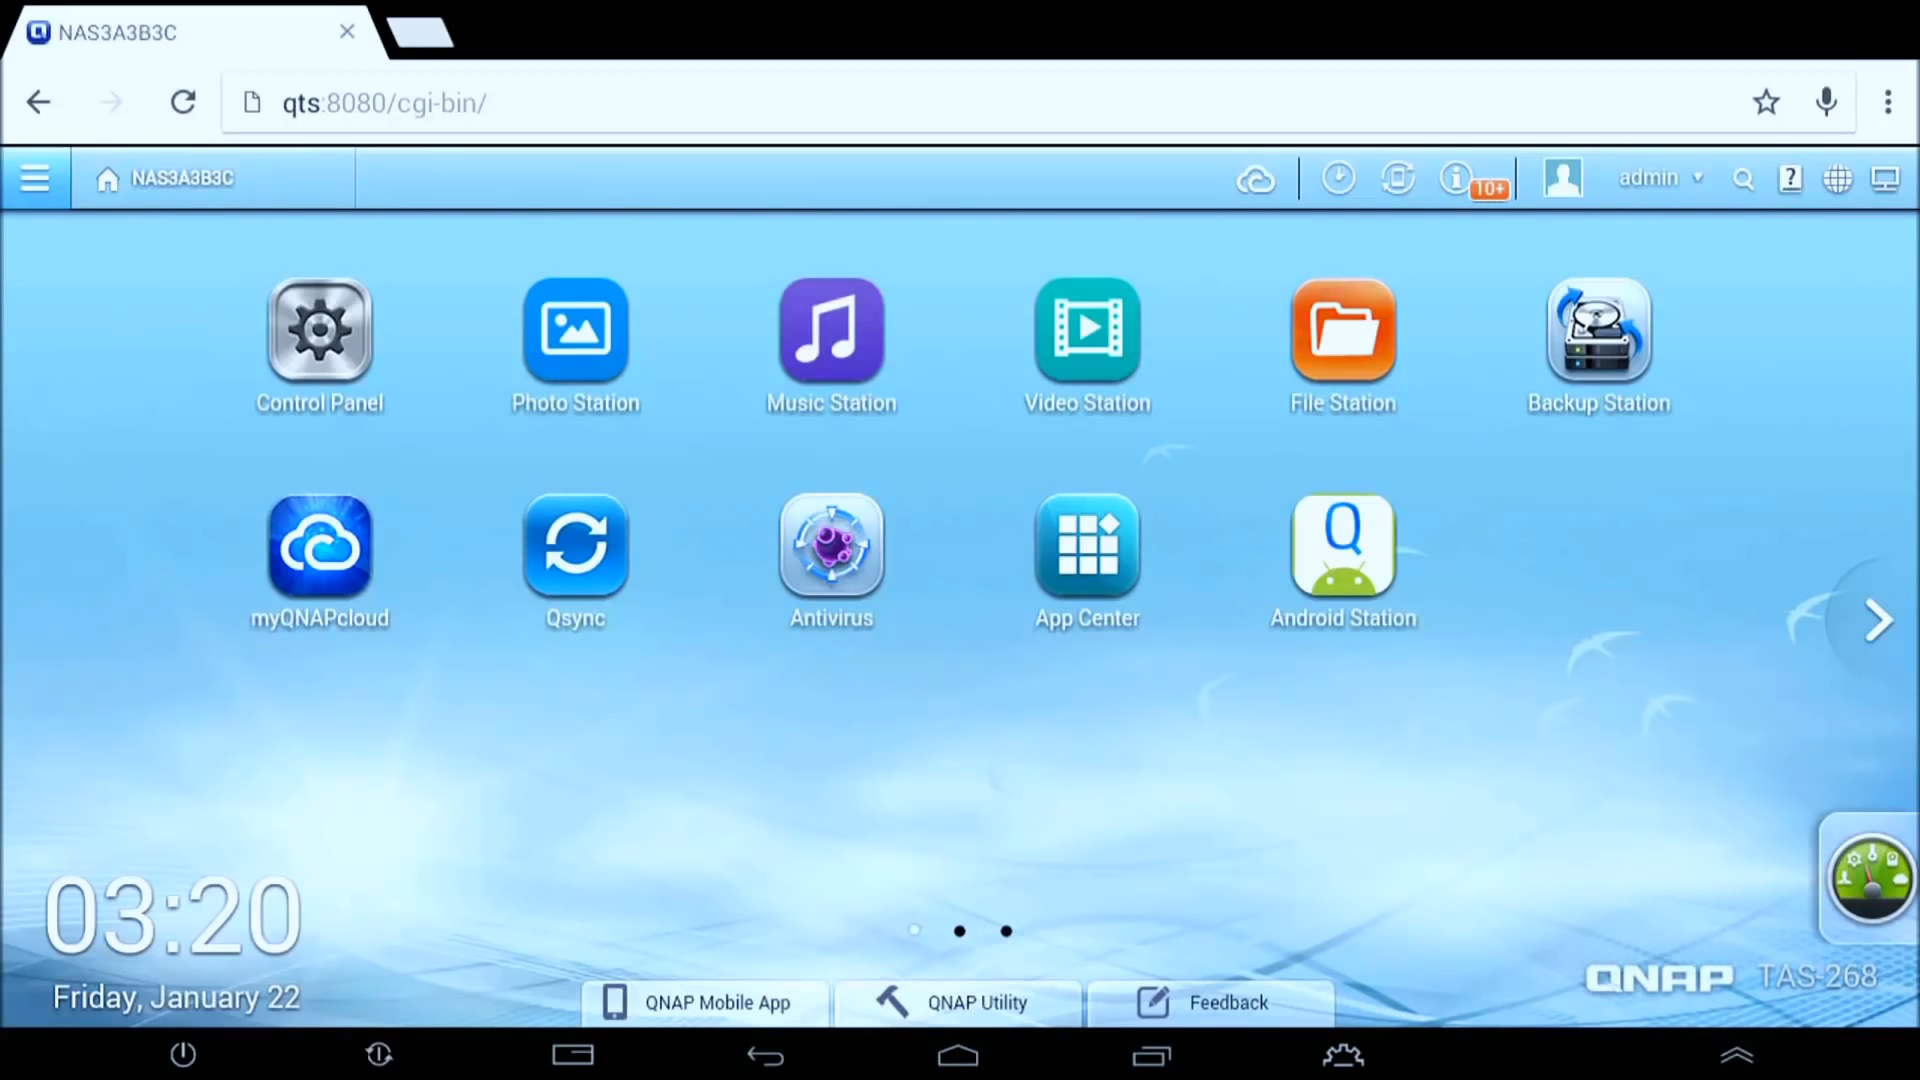 NAS3A3B3C
qts:8080/cgi-bin/
NAS3A3B3C
10+
admin
?
Control Panel
Photo Station
Music Station
Video Station
File Station
Backup Station
myQNAPcloud
Qsync
Antivirus
App Center
Q
Android Station
03:20
Friday, January 22
QNAP TAS-268
QNAP Mobile App
QNAP Utility
Feedback